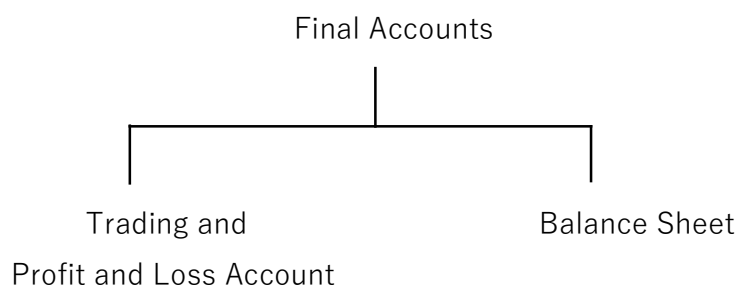 Final Accounts
Trading and
Profit and Loss Account
Balance Sheet